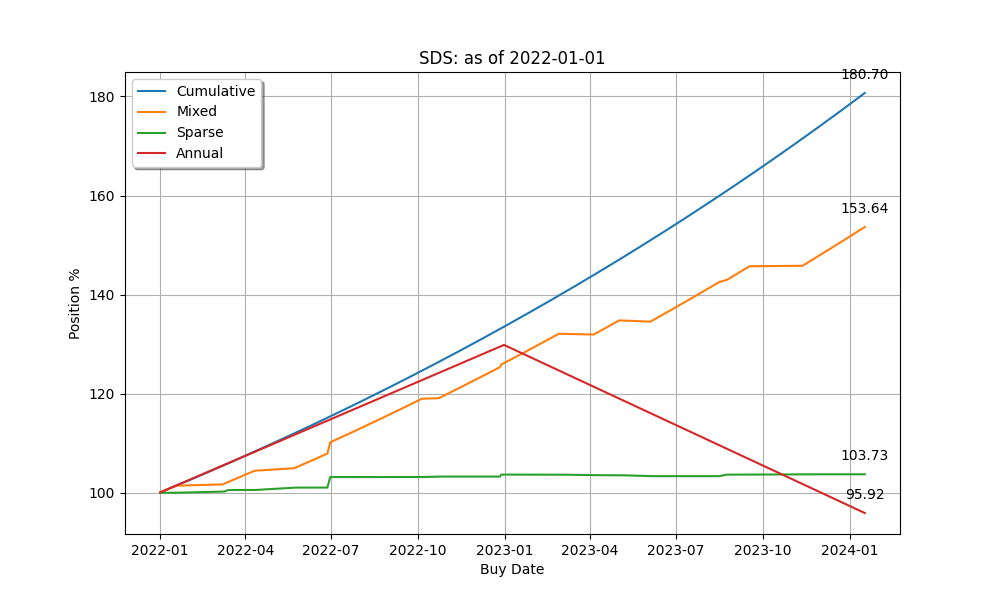 SDS: as of 2022-01-01
180.70
Cumulative
Mixed
Sparse
Annual
180
160
153.64
140
120
103.73
100
95.92
Position %
2022-01 2022-04 2022-07 2022-10 2023-01 2023-04 2023-07 2023-10 2024-01
Buy Date